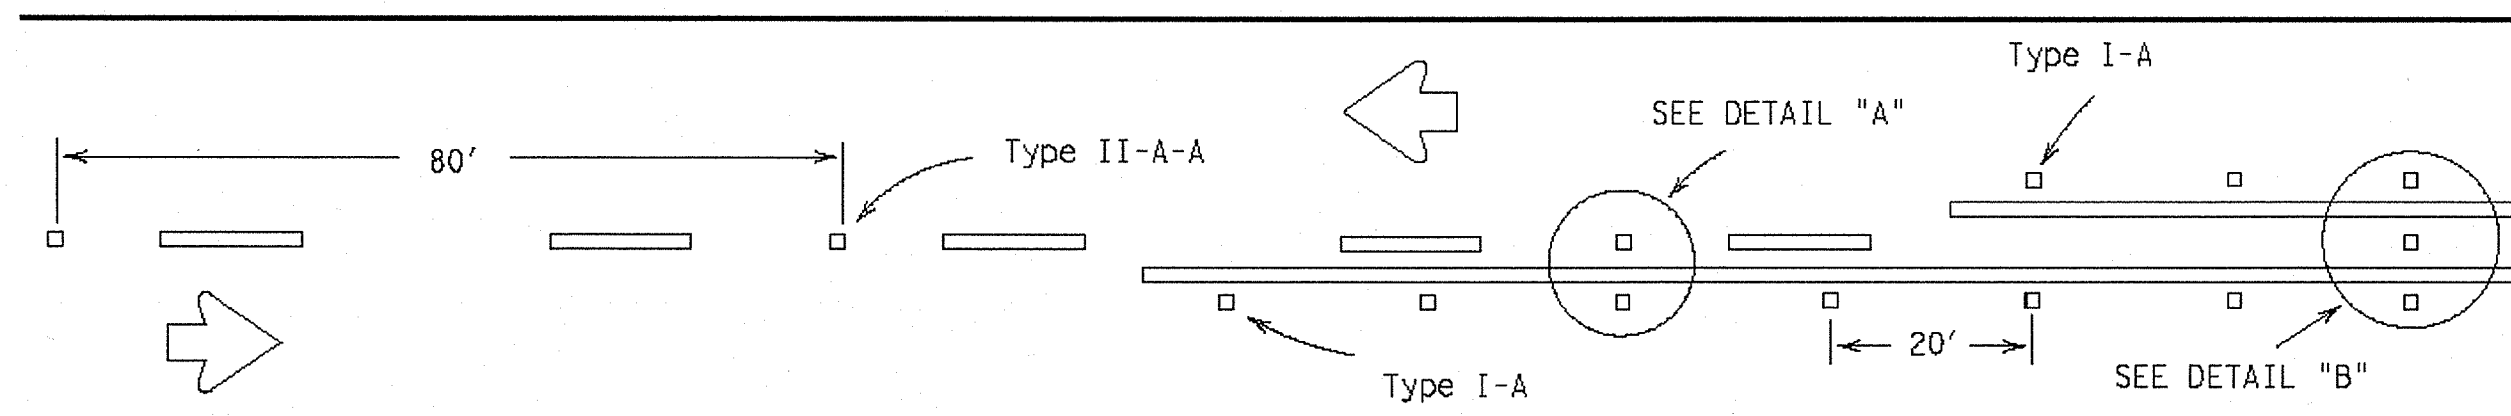 Type I-A
SEE DETAIL "A"
80'
Type II-A-A
20'
SEE DETAIL "B"
Type I-A